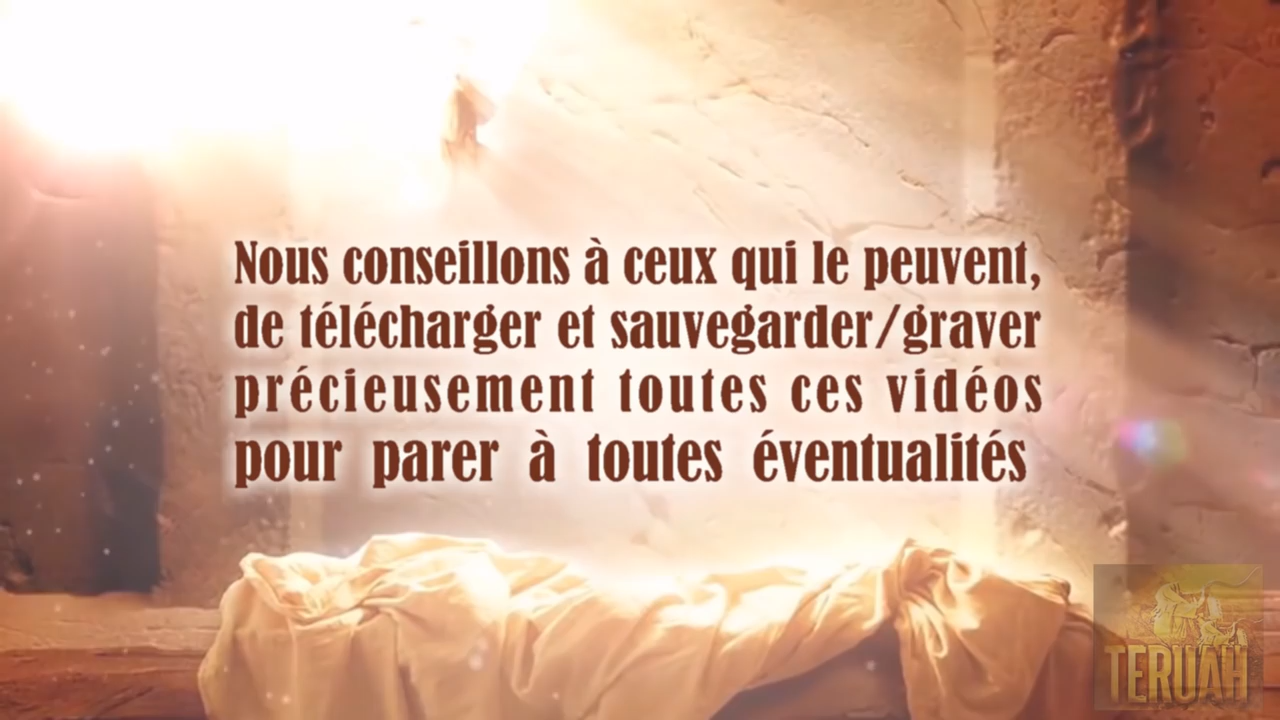 Nous conseillons à ceux qui le peuvent,
de télécharger et sauvegarder/graver
précieusement toutes ces vidéos
pour parer à toutes éventualités
TERUAH